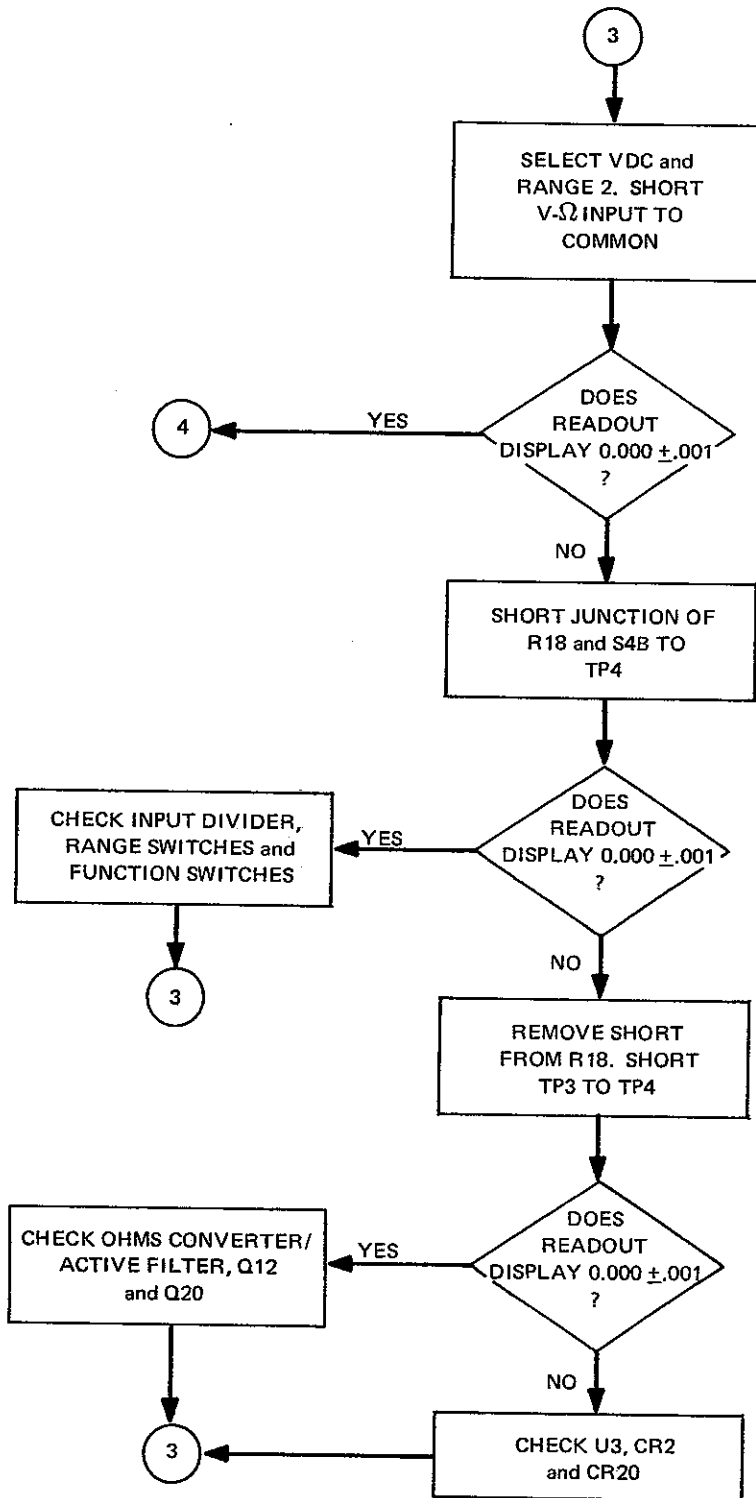 3
SELECT VDC and
RANGE 2. SHORT
V-Ω INPUT TO
COMMON
DOES
READOUT
DISPLAY 0.000 ±.001
?
YES
4
NO
SHORT JUNCTION OF
R18 and S4B TO
TP4
DOES
READOUT
DISPLAY 0.000 ±.001
?
YES
CHECK INPUT DIVIDER,
RANGE SWITCHES and
FUNCTION SWITCHES
3
NO
REMOVE SHORT
FROM R18. SHORT
TP3 TO TP4
DOES
READOUT
DISPLAY 0.000 ±.001
?
YES
CHECK OHMS CONVERTER/
ACTIVE FILTER, Q12
and Q20
NO
CHECK U3, CR2
and CR20
3